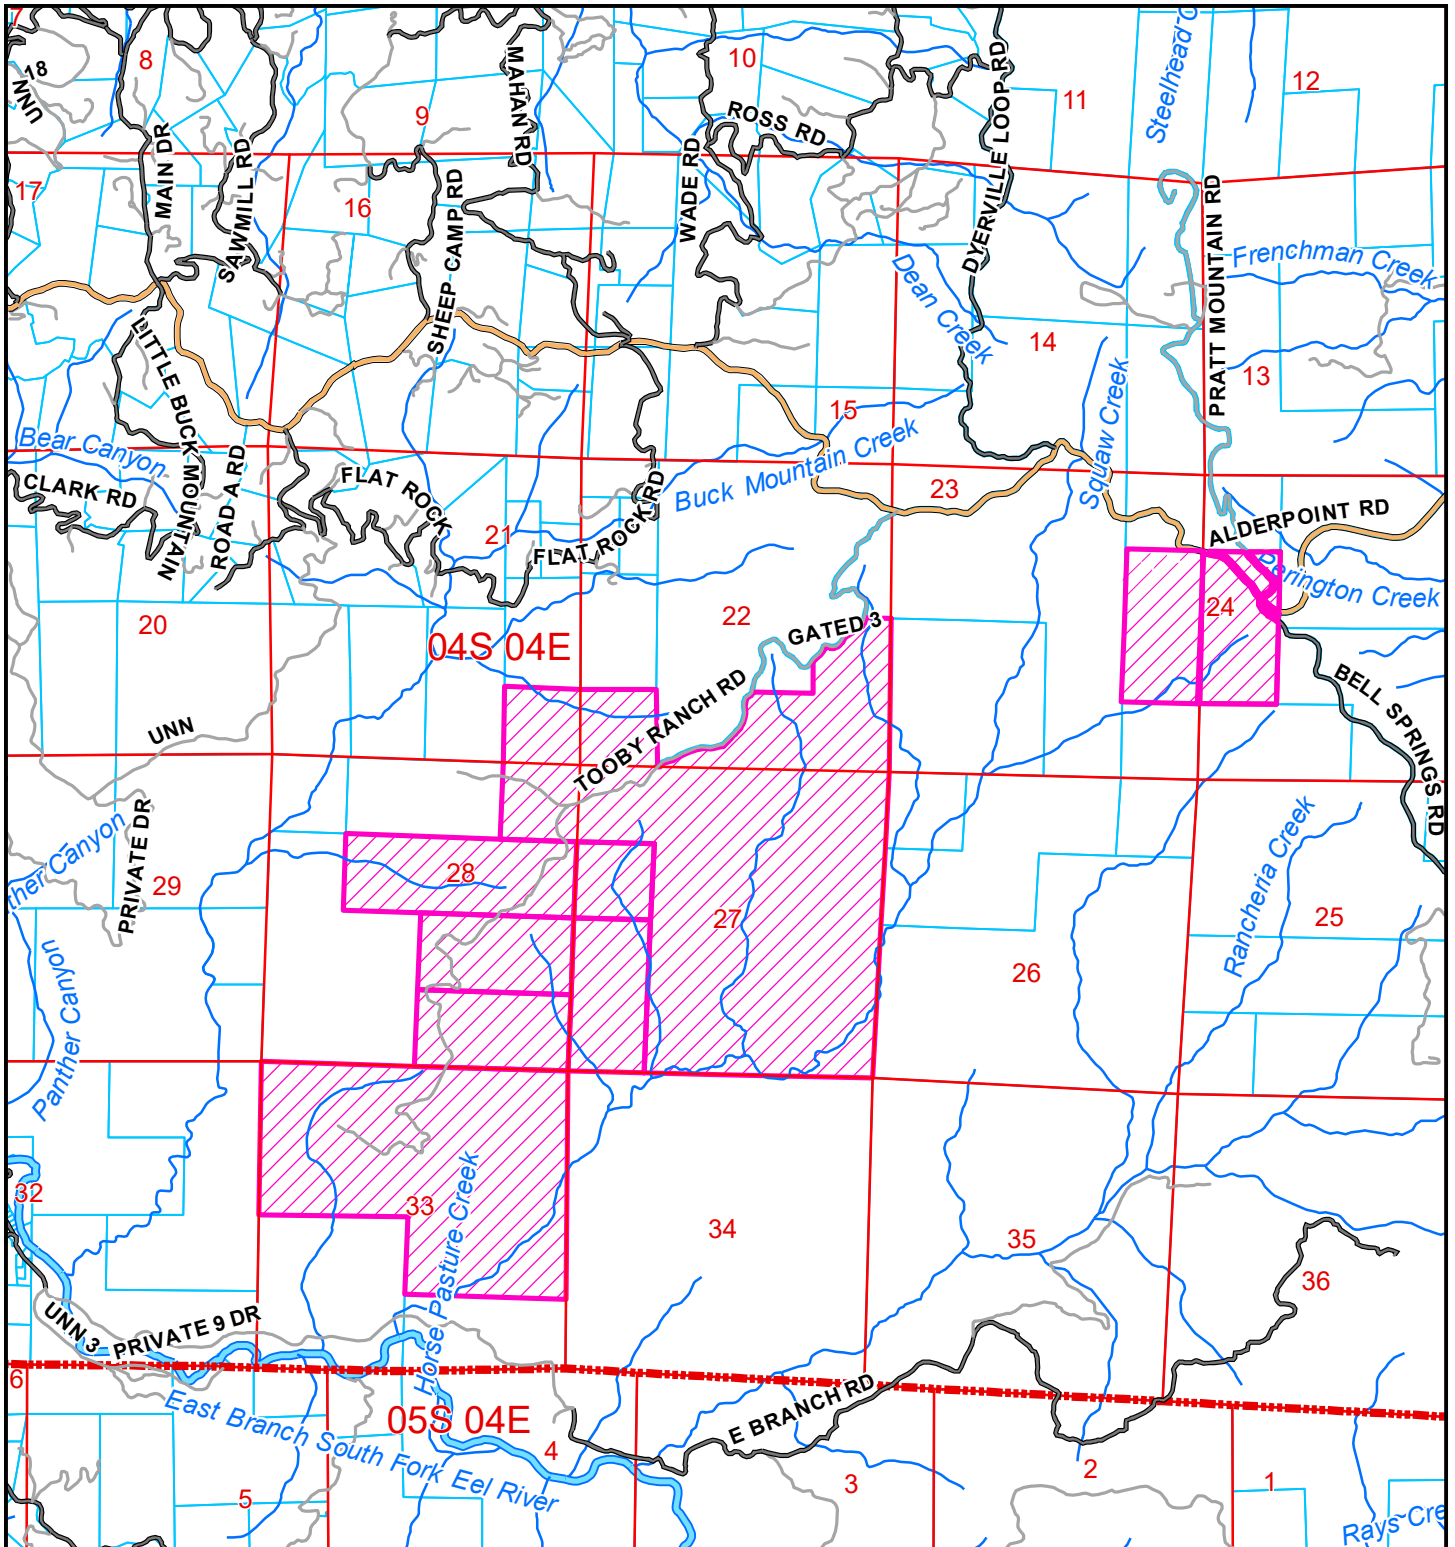 7
8
18
UNN
9
10
11
12
Steelhead C
MAHAN RD
ROSS RD
DYERVILLE LOOP RD
MAIN DR
SAWMILL RD
WADE RD
17
16
SHEEP CAMP RD
PRATT MOUNTAIN RD
Frenchman Creek
Dean Creek
14
13
LITTLE BUCK MOUNTAIN
15
Squaw Creek
Bear Canyon
Buck Mountain Creek
CLARK RD
ROAD A RD
FLAT ROCK
FLAT ROCK RD
21
23
ALDERPOINT RD
Perington Creek
20
04S 04E
22
GATED 3
24
TOOBY RANCH RD
BELL SPRINGS RD
UNN
PRIVATE DR
ther Canyon
29
28
27
26
25
Rancheria Creek
Panther Canyon
32
33
Horse Pasture Creek
34
35
36
UNN 3
PRIVATE 9 DR
6
East Branch South Fork Eel River
05S 04E
E BRANCH RD
4
5
3
2
1
Rays Cre